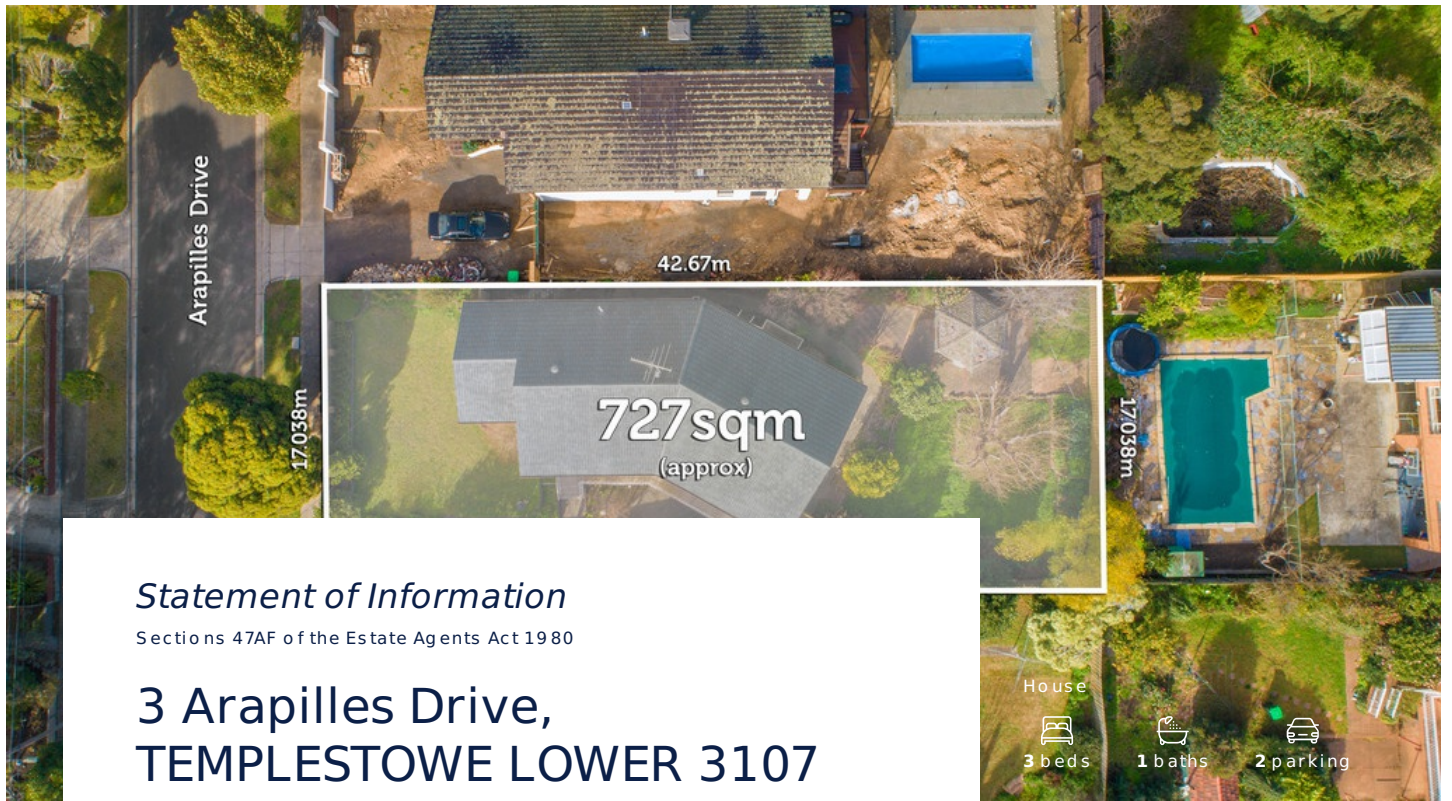 Arapilles Drive
42.67m
17.038m
727sqm
(approx)
17.038m
Statement of Information
Sections 47AF of the Estate Agents Act 1980
3 Arapilles Drive,
TEMPLESTOWE LOWER 3107
House
3 beds 1 baths 2 parking